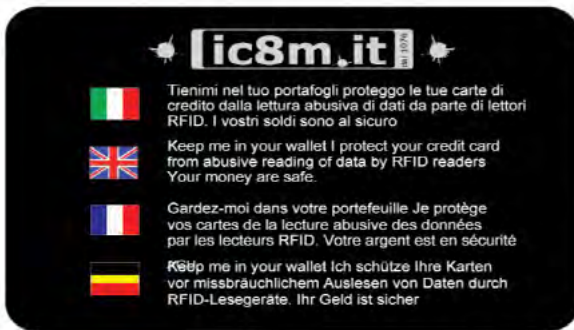 ic8m.it
dal 1976
Tienimi nel tuo portafogli proteggo le tue carte di
credito dalla lettura abusiva di dati da parte di lettori
RFID. I vostri soldi sono al sicuro
Keep me in your wallet I protect your credit card
from abusive reading of data by RFID readers
Your money are safe.
Gardez-moi dans votre portefeuille Je protège
vos cartes de la lecture abusive des données
par les lecteurs RFID. Votre argent est en sécurité
Keep me in your wallet Ich schütze Ihre Karten
vor missbräuchlichem Auslesen von Daten durch
RFID-Lesegeräte. Ihr Geld ist sicher